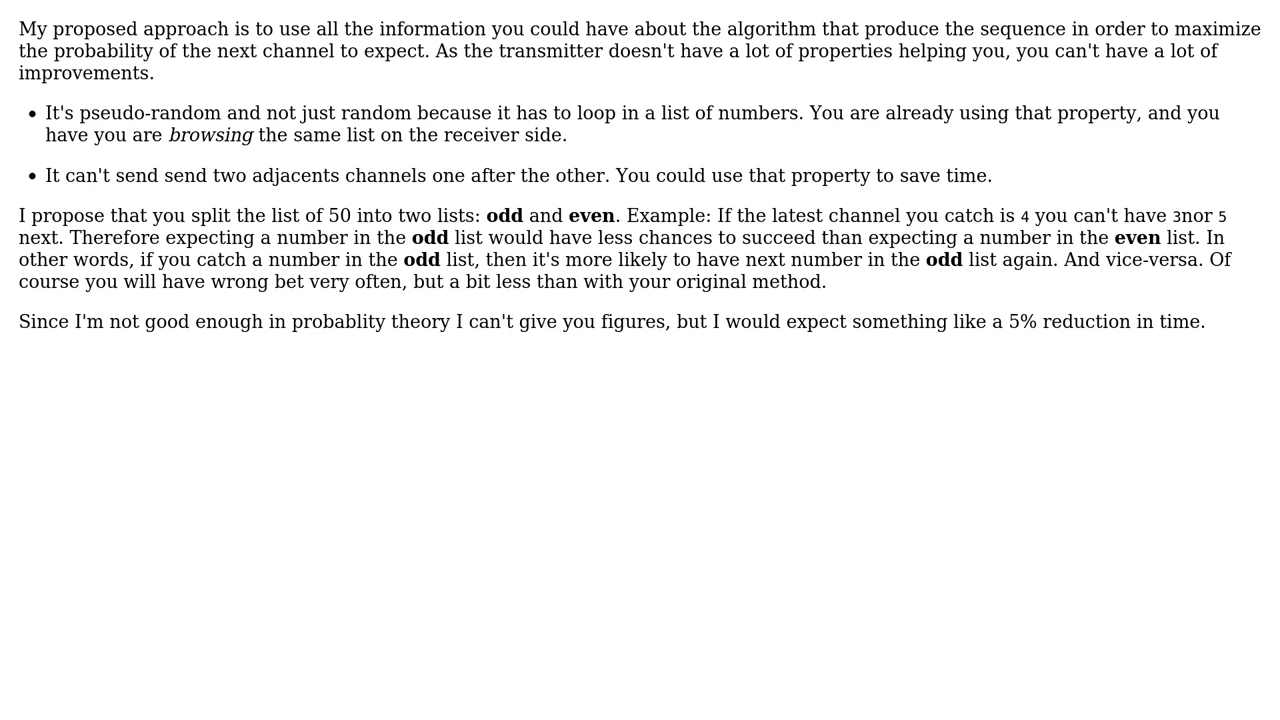 My proposed approach is to use all the information you could have about the algorithm that produce the sequence in order to maximize
the probability of the next channel to expect. As the transmitter doesn't have a lot of properties helping you, you can't have a lot of
improvements.
• It's pseudo-random and not just random because it has to loop in a list of numbers. You are already using that property, and you
have you are browsing the same list on the receiver side.
• It can't send send two adjacents channels one after the other. You could use that property to save time.
I propose that you split the list of 50 into two lists: odd and even. Example: If the latest channel you catch is 4 you can't have 3nor 5
next. Therefore expecting a number in the odd list would have less chances to succeed than expecting a number in the even list. In
other words, if you catch a number in the odd list, then it's more likely to have next number in the odd list again. And vice-versa. Of
course you will have wrong bet very often, but a bit less than with your original method.
Since I'm not good enough in probablity theory I can't give you figures, but I would expect something like a 5% reduction in time.